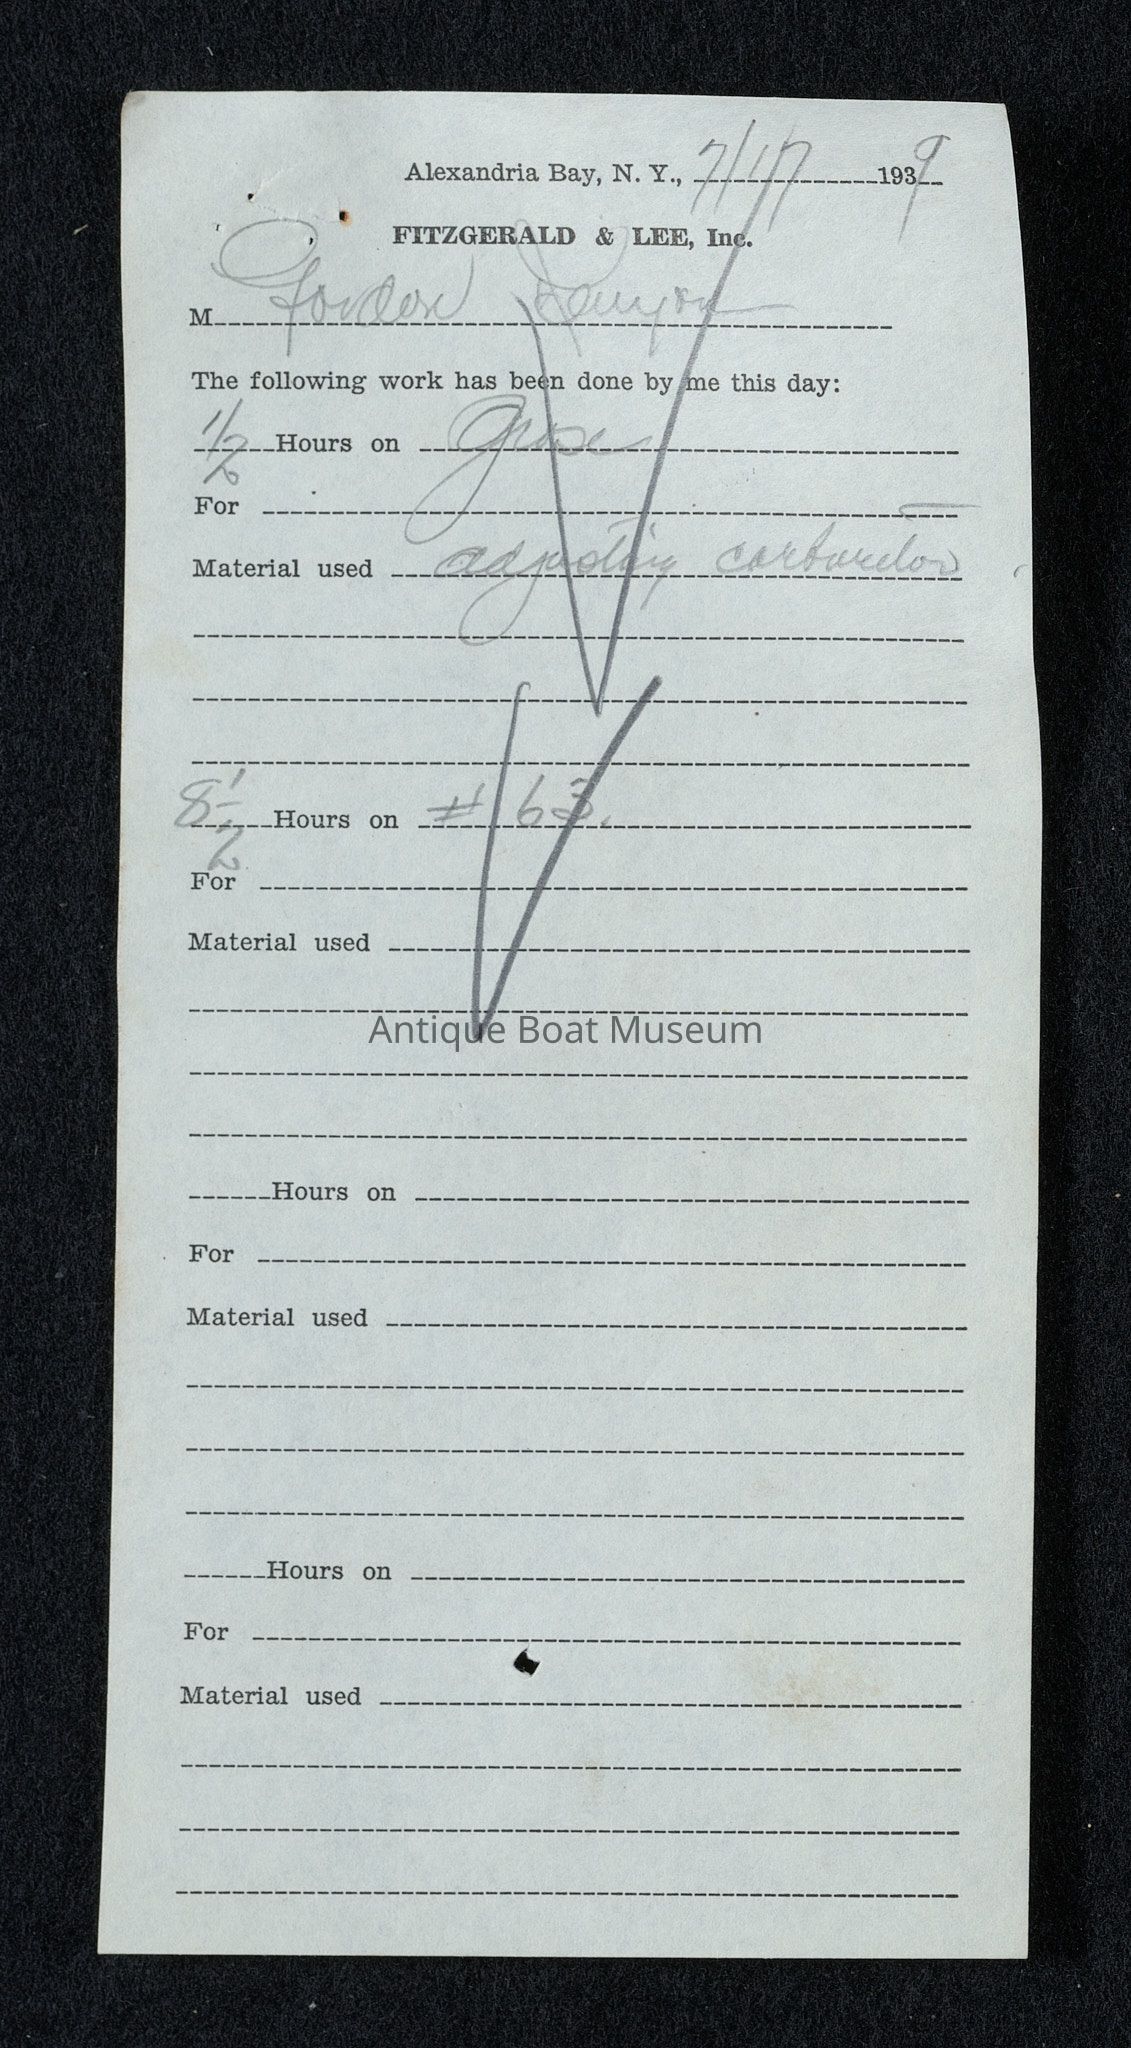 Alexandria Bay, N. Y., 7/17 1939
FITZGERALD & LEE, Inc.
M Gordon
The following work has been done by me this day:
1/2 Hours on
For
Material used adjusting carburetor
8 1/2 Hours on # 63.
For
Material used
Antique Boat Museum
Hours on
For
Material used
Hours on
For
Material used